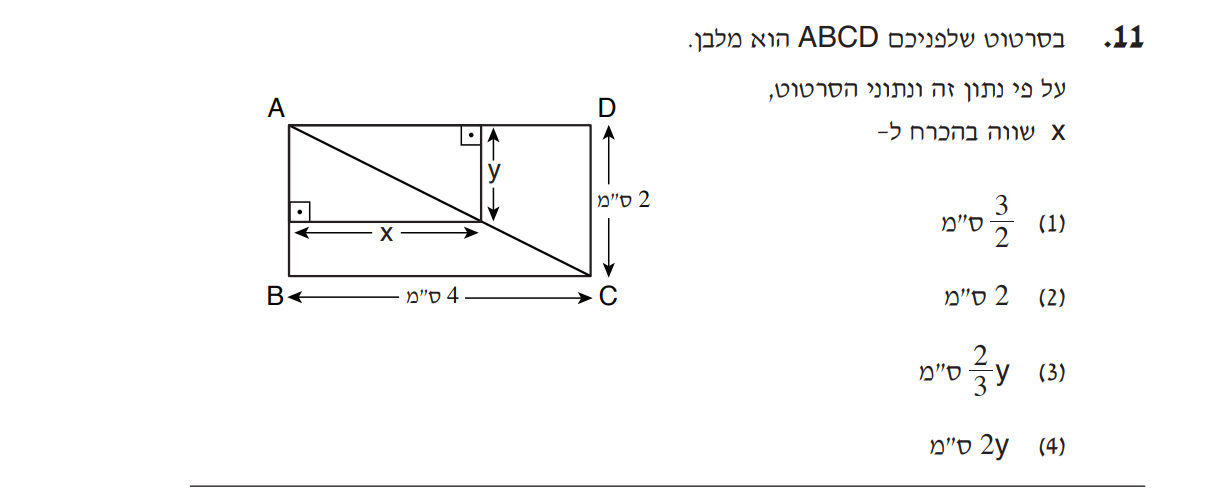 11. בסרטוט שלפניכם ABCD הוא מלבן.
על פי נתון זה ונתוני הסרטוט,
x שווה בהכרח ל-
(1) 3/2 ס"מ
(2) 2 ס"מ
(3) 2/3 y ס"מ
(4) 2y ס"מ
A
D
y
2 ס"מ
x
B
4 ס"מ
C